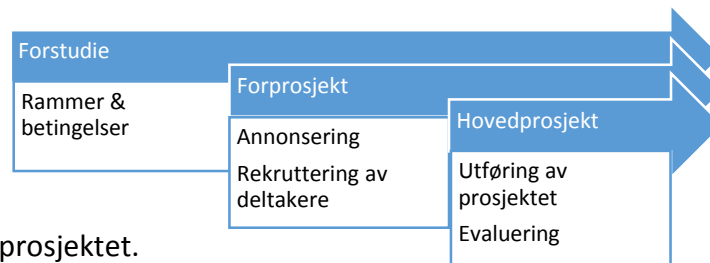 Forstudie
Rammer &
betingelser
Forprosjekt
Annonsering
Rekruttering av
deltakere
Hovedprosjekt
Utføring av
prosjektet
Evaluering
prosjektet.